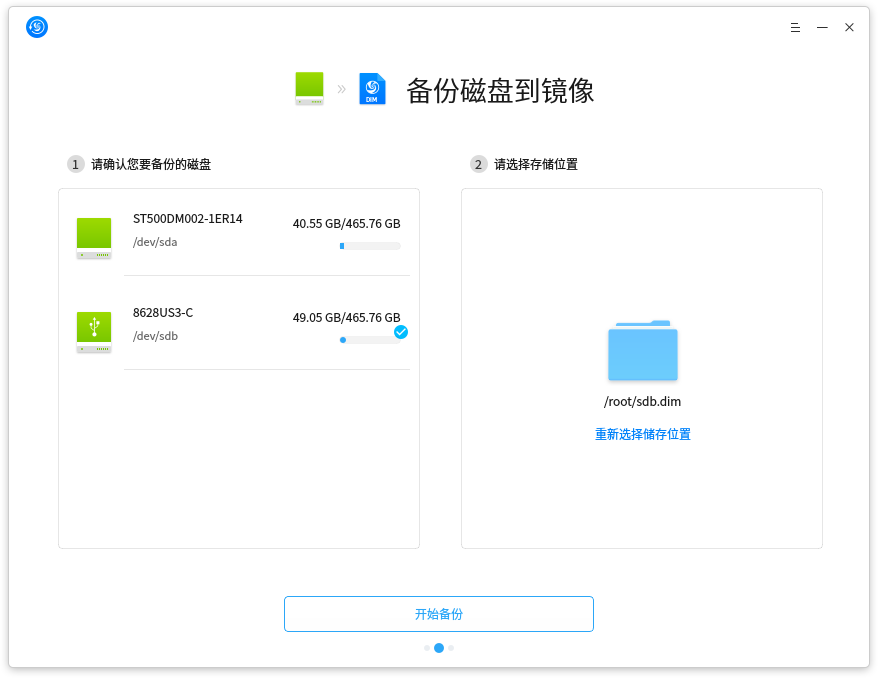 DIM
备份磁盘到镜像
1 请确认您要备份的磁盘
ST500DM002-1ER14
40.55 GB/465.76 GB
/dev/sda
8628US3-C
49.05 GB/465.76 GB
/dev/sdb
2 请选择存储位置
/root/sdb.dim
重新选择储存位置
开始备份